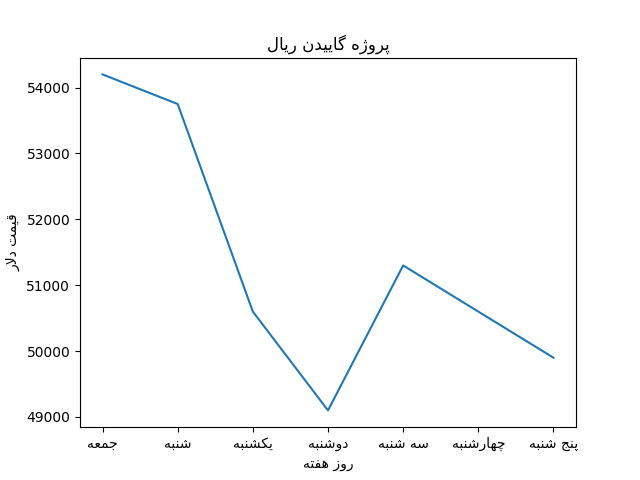 پروژه گاییدن ریال
قیمت دلار
54000
53000
52000
51000
50000
49000
جمعه
شنبه
یکشنبه
دوشنبه
سه شنبه
چهارشنبه
پنج شنبه
روز هفته